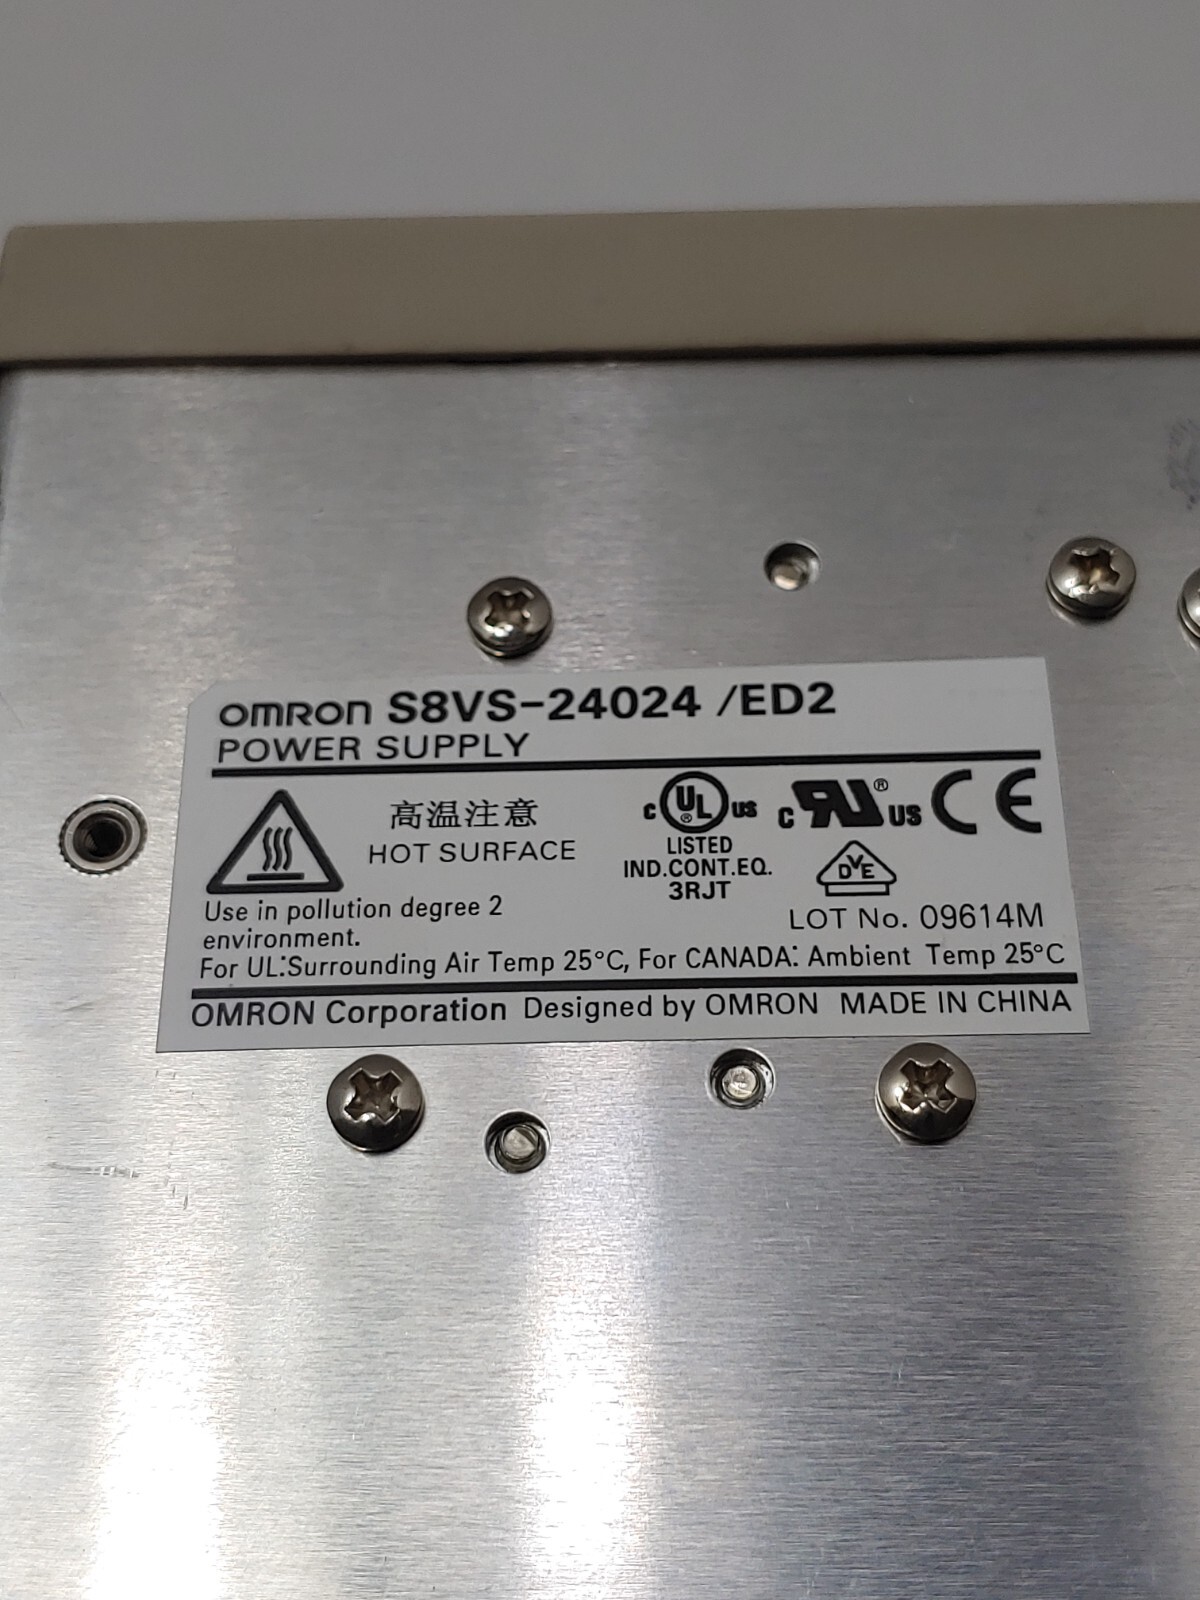 omron S8VS-24024 /ED2
POWER SUPPLY
高温注意
HOT SURFACE
c UL ® us
LISTED
IND.CONT.EQ.
3RJT
c RU ® US CE
DVE
Use in pollution degree 2
environment.
LOT No. 09614M
For UL:Surrounding Air Temp 25°C, For CANADA: Ambient Temp 25°C
OMRON Corporation Designed by OMRON MADE IN CHINA